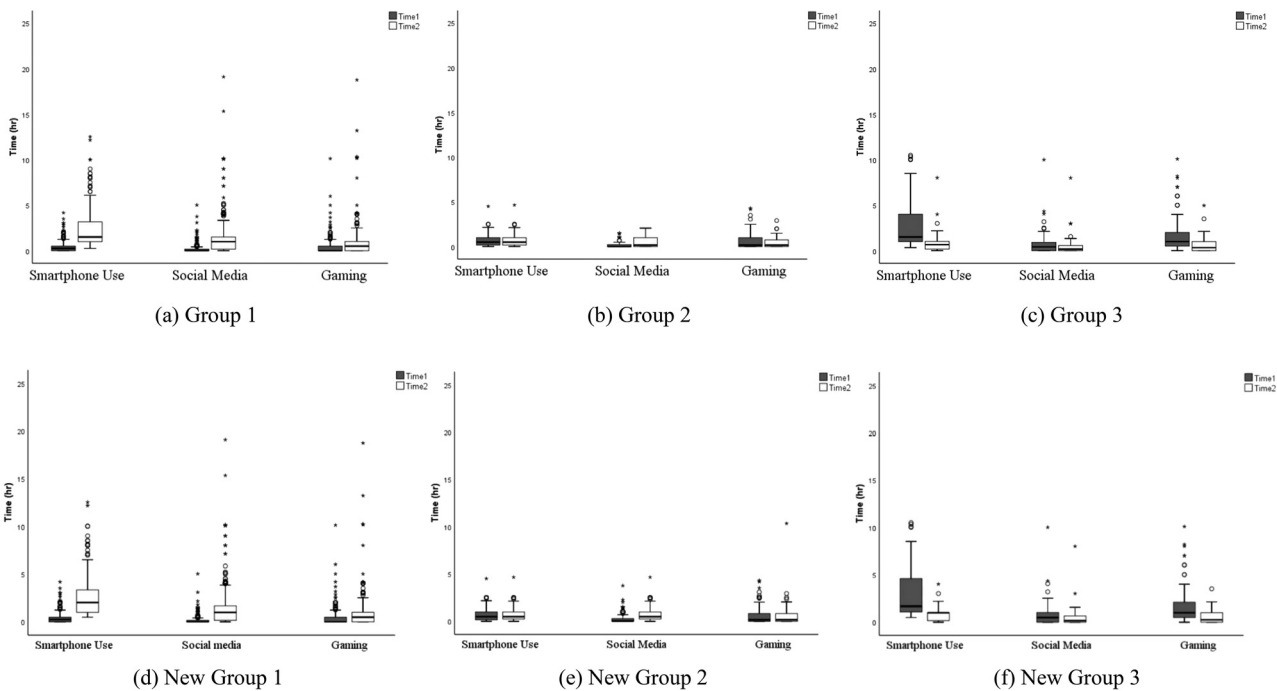 Time1
Time2
25
20
15
10
5
0
Time (hr)
Smartphone Use Social Media Gaming
(a) Group 1
Time1
Time2
25
20
15
10
5
0
Time (hr)
Smartphone Use Social Media Gaming
(b) Group 2
Time1
Time2
25
20
15
10
5
0
Time (hr)
Smartphone Use Social Media Gaming
(c) Group 3
Time1
Time2
25
20
15
10
5
0
Time (hr)
Smartphone Use Social media Gaming
(d) New Group 1
Time1
Time2
25
20
15
10
5
0
Time (hr)
Smartphone Use Social Media Gaming
(e) New Group 2
Time1
Time2
25
20
15
10
5
0
Time (hr)
Smartphone Use Social Media Gaming
(f) New Group 3